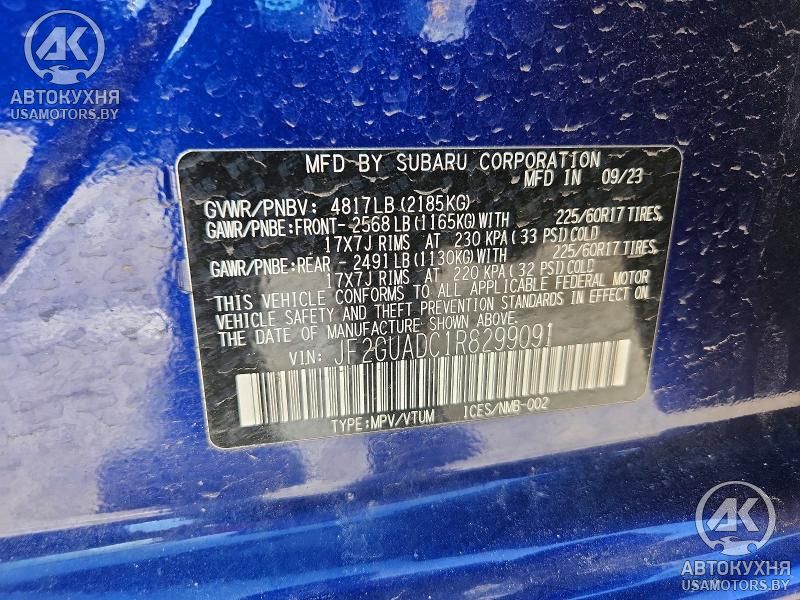 AK
АВТОКУХНЯ
USAMOTORS.BY
MFD BY SUBARU CORPORATION
MFD IN 09/23
GVWR/PNBV: 4817LB (2185KG)
GAWR/PNBE:FRONT- 2568LB (1165KG) WITH 225/60R17 TIRES,
17X7J RIMS AT 230 KPA (33 PSI) COLD
GAWR/PNBE:REAR - 2491LB (1130KG) WITH 225/60R17 TIRES,
17X7J RIMS AT 220 KPA (32 PSI) COLD
THIS VEHICLE CONFORMS TO ALL APPLICABLE FEDERAL MOTOR
VEHICLE SAFETY AND THEFT PREVENTION STANDARDS IN EFFECT ON
THE DATE OF MANUFACTURE SHOWN ABOVE.
VIN: JF2GUADC1R8299091
TYPE:MPV/VTUM ICES/NMB-002
AK
АВТОКУХНЯ
USAMOTORS.BY